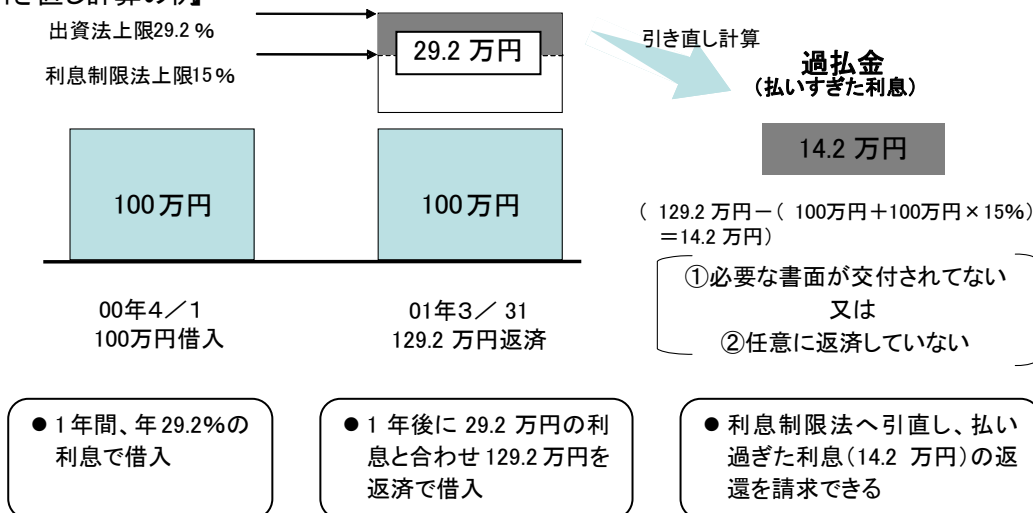 き直し計算の例】
出資法上限29.2％
利息制限法上限15％
29.2 万円
引き直し計算
過払金
（払いすぎた利息）
14.2 万円
100万円
100万円
（ 129.2 万円－（ 100万円＋100万円×15%）
＝14.2 万円）
①必要な書面が交付されてない
又は
②任意に返済していない
00年４／１
100万円借入
01年３／ 31
129.2 万円返済
● 1 年間、年 29.2％の
利息で借入
● 1 年後に 29.2 万円の利
息と合わせ 129.2 万円を
返済で借入
● 利息制限法へ引直し、払い
過ぎた利息（14.2 万円）の返
還を請求できる